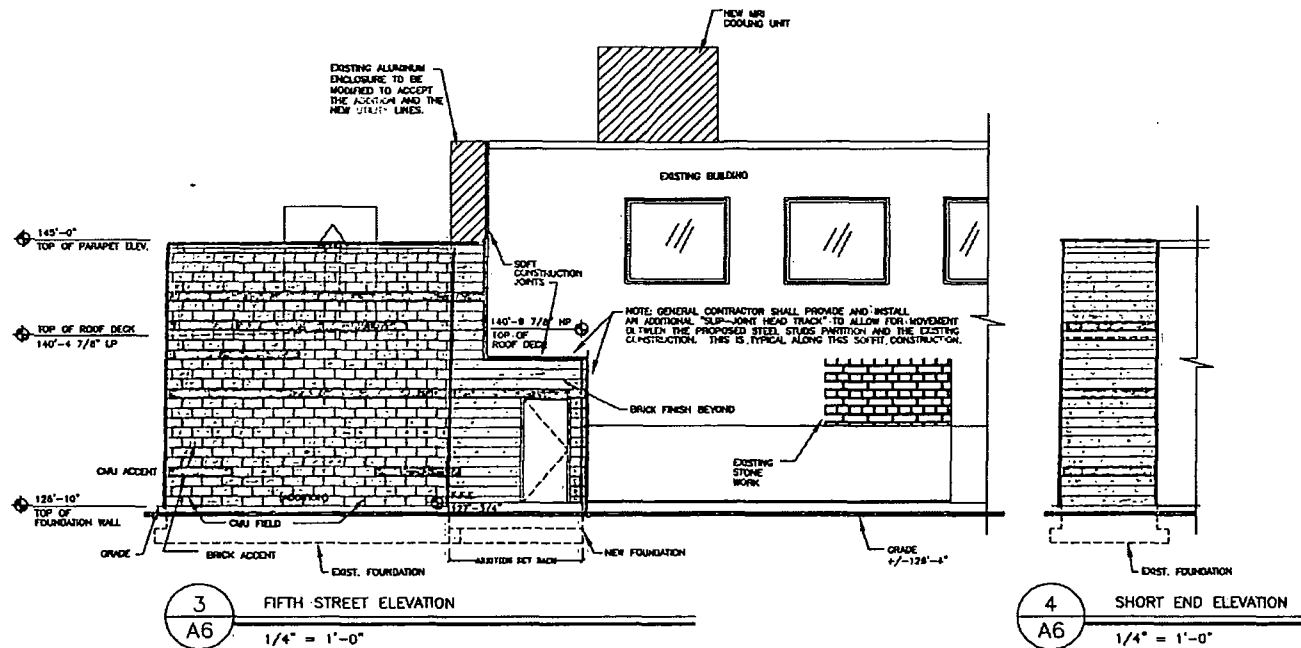 NEW MRI
COOLING UNIT
EXISTING ALUMINUM
ENCLOSURE TO BE
MODIFIED TO ACCEPT
THE ADDITION AND THE
NEW UTILITY LINES.
EXISTING BUILDING
145'-0"
TOP OF PARAPET ELEV.
SOFT
CONSTRUCTION
JOINTS
TOP OF ROOF DECK
140'-4 7/8" LP
140'-8 7/8" HP
TOP OF
ROOF DECK
NOTE: GENERAL CONTRACTOR SHALL PROVIDE AND INSTALL
AN ADDITIONAL "SLIP-JOINT HEAD TRACK" TO ALLOW FOR MOVEMENT
BETWEEN THE PROPOSED STEEL STUDS PARTITION AND THE EXISTING
CONSTRUCTION. THIS IS TYPICAL ALONG THIS SOFFIT CONSTRUCTION.
BRICK FINISH BEYOND
EXISTING
STONE
WORK
CMU ACCENT
126'-10"
TOP OF
FOUNDATION WALL
(ADDITION)
CMU FIELD
127'-3/4"
GRADE
BRICK ACCENT
EXIST. FOUNDATION
ADDITION SET BACK
NEW FOUNDATION
GRADE
EXIST. FOUNDATION
3
A6
FIFTH STREET ELEVATION
1/4" = 1'-0"
4
A6
SHORT END ELEVATION
1/4" = 1'-0"